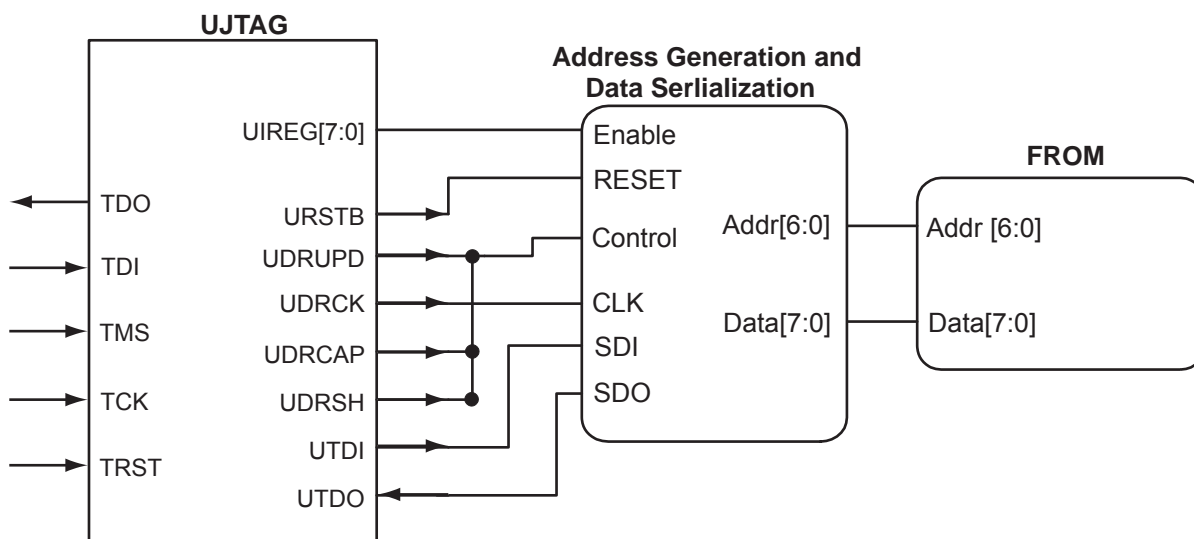 UJTAG
UIREG[7:0]
TDO
URSTB
UDRUPD
TDI
UDRCK
TMS
UDRCAP
TCK
UDRSH
UTDI
TRST
UTDO
Address Generation and
Data Serlialization
Enable
RESET
Control
Addr[6:0]
CLK
Data[7:0]
SDI
SDO
FROM
Addr [6:0]
Data[7:0]